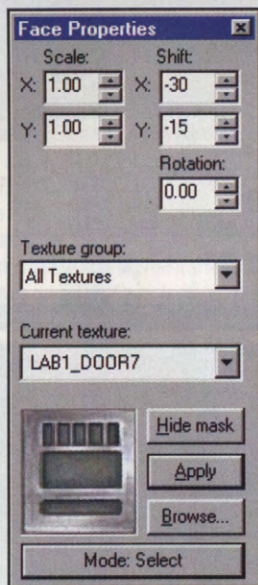 Face Properties
Scale: Shift:
X: 1.00 X: -30
Y: 1.00 Y: -15
Rotation:
0.00
Texture group:
All Textures
Current texture:
LAB1_DOOR7
Hide mask
Apply
Browse...
Mode: Select